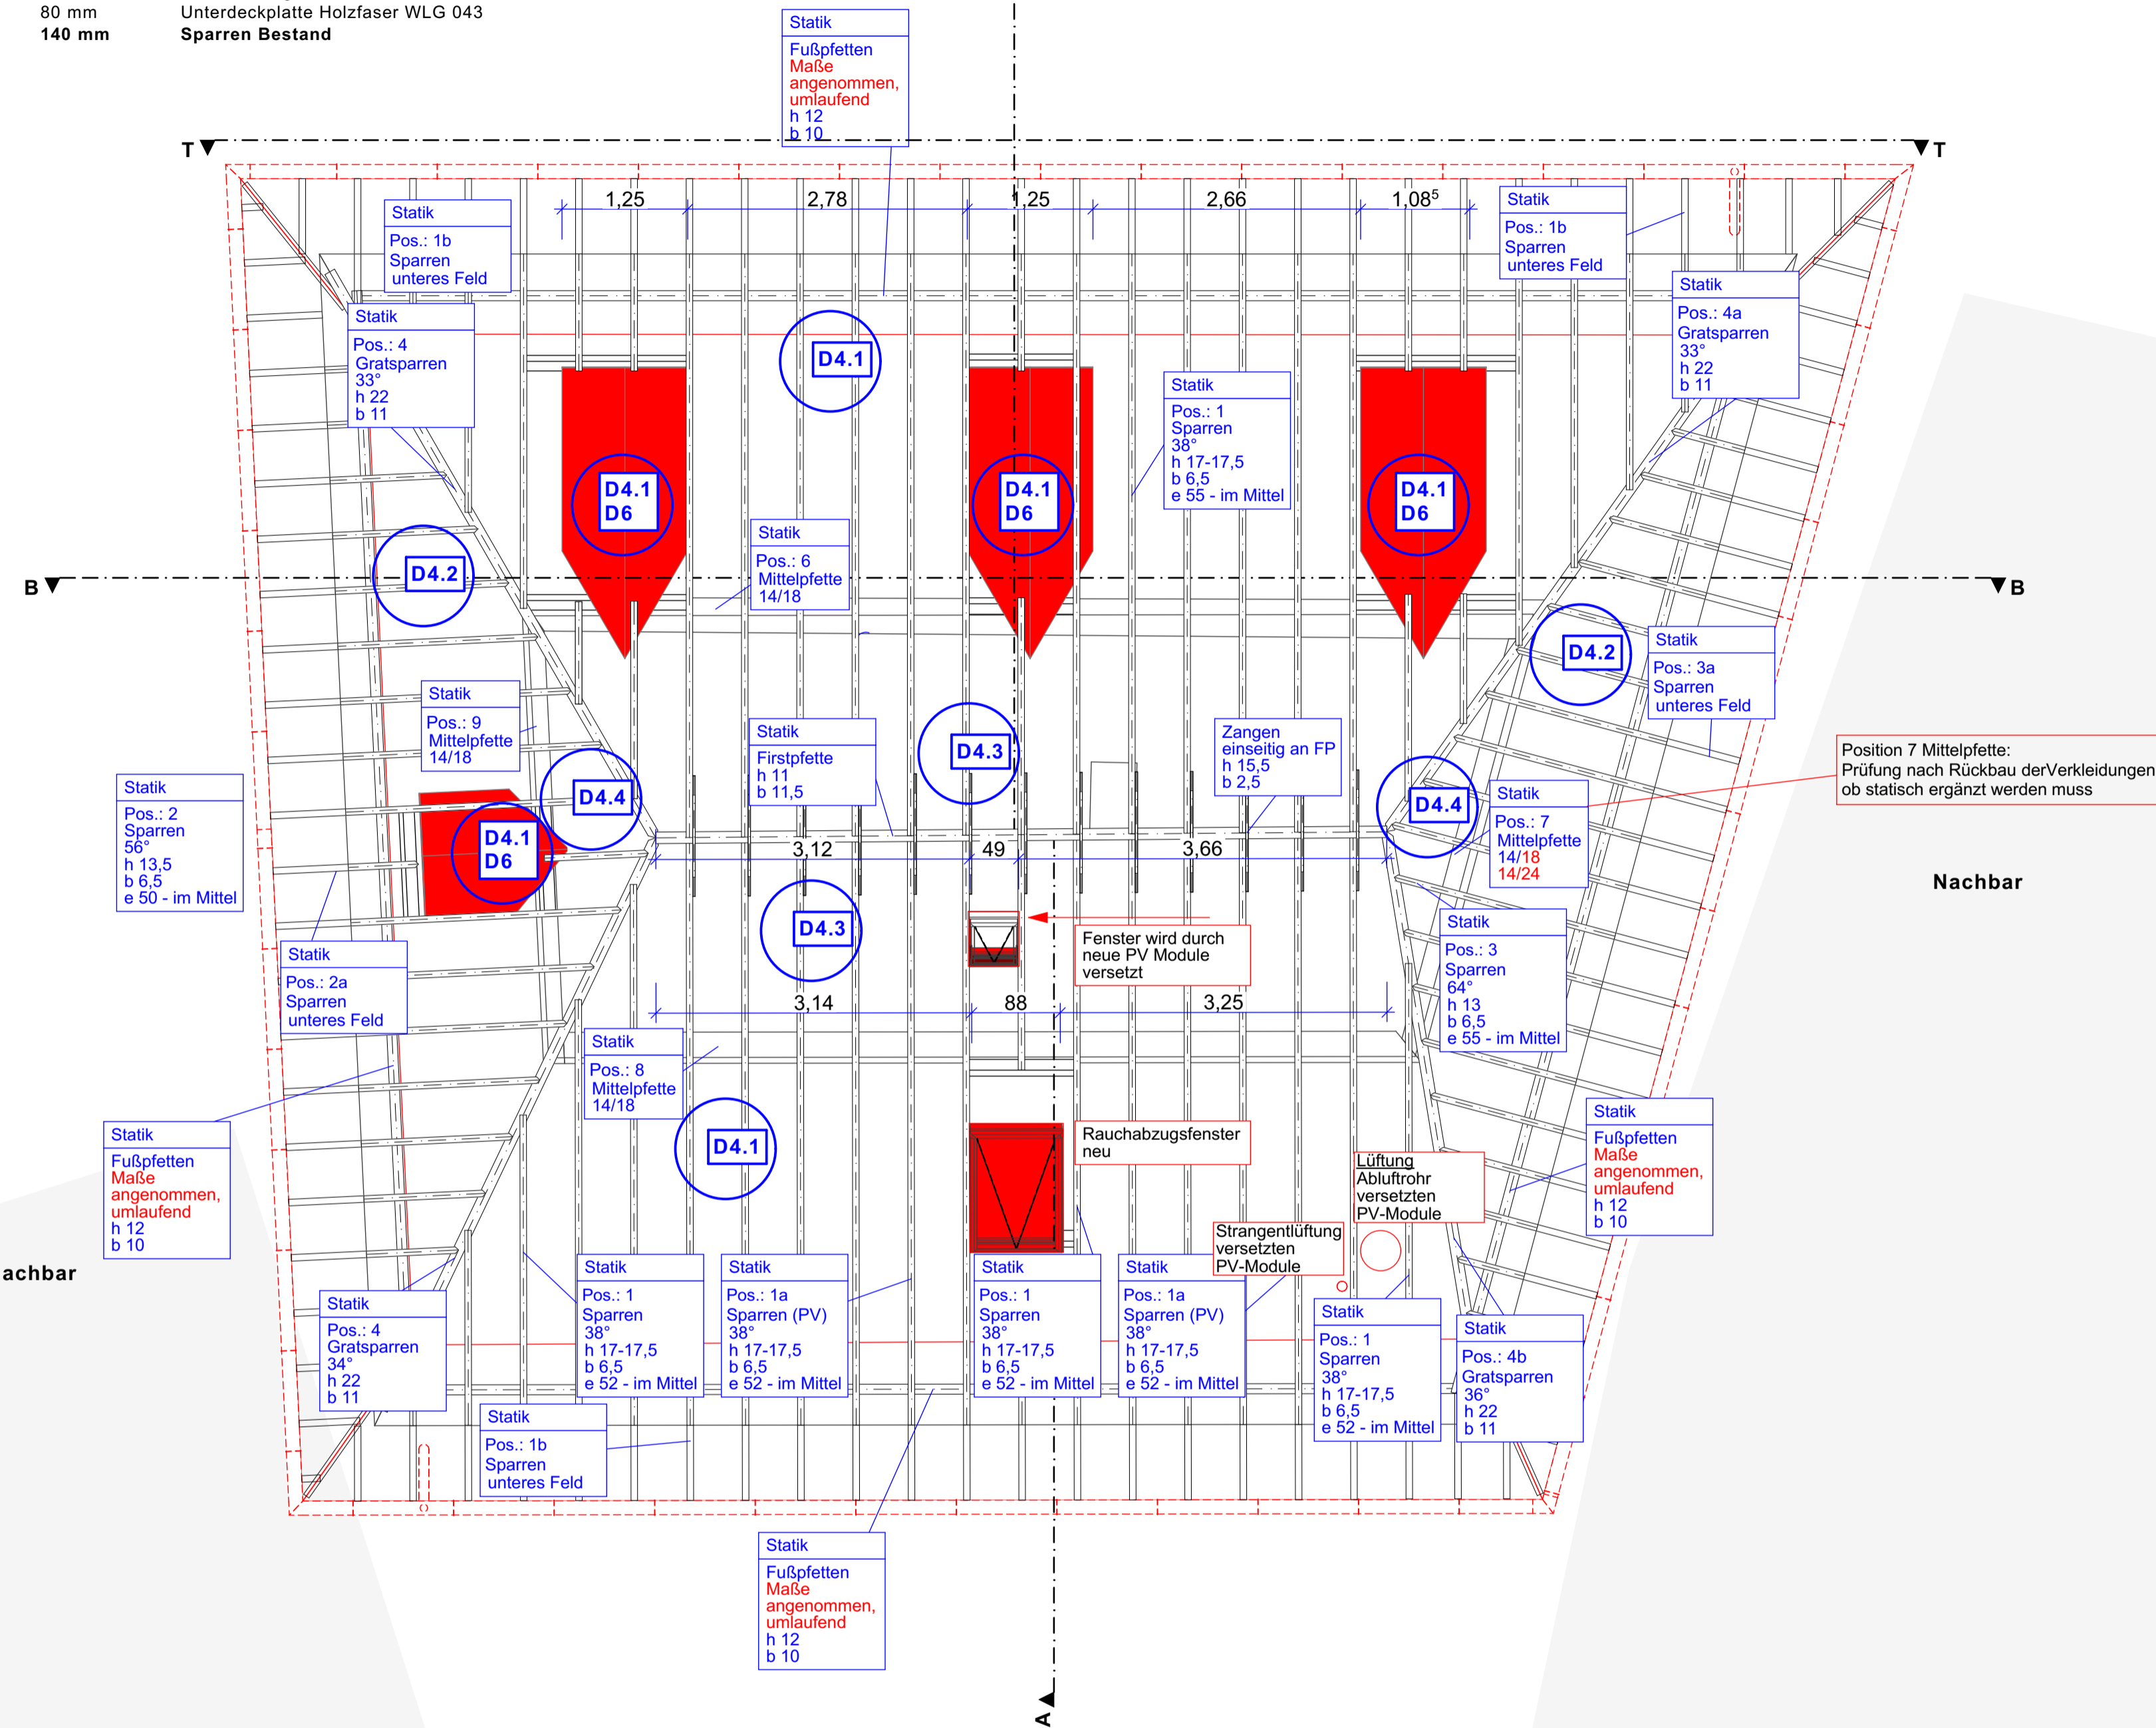 80 mm Unterdeckplatte Holzfaser WLG 043
140 mm Sparren Bestand
Statik
Fußpfetten
Maße
angenommen,
umlaufend
h 12
b 10
T
T
1,25
2,78
1,25
2,66
1,08⁵
Statik
Pos.: 1b
Sparren
unteres Feld
Statik
Pos.: 1b
Sparren
unteres Feld
Statik
Pos.: 4
Gratsparren
33°
h 22
b 11
Statik
Pos.: 4a
Gratsparren
33°
h 22
b 11
D4.1
Statik
Pos.: 1
Sparren
38°
h 17-17,5
b 6,5
e 55 - im Mittel
D4.1
D6
D4.1
D6
D4.1
D6
Statik
Pos.: 6
Mittelpfette
14/18
D4.2
B
B
D4.2
Statik
Pos.: 3a
Sparren
unteres Feld
Statik
Pos.: 9
Mittelpfette
14/18
Statik
Firstpfette
h 11
b 11,5
D4.3
Zangen
einseitig an FP
h 15,5
b 2,5
Position 7 Mittelpfette:
Prüfung nach Rückbau derVerkleidungen
ob statisch ergänzt werden muss
Statik
Pos.: 2
Sparren
56°
h 13,5
b 6,5
e 50 - im Mittel
D4.4
D4.1
D6
D4.4
Statik
Pos.: 7
Mittelpfette
14/18
14/24
3,12
49
3,66
Nachbar
D4.3
Fenster wird durch
neue PV Module
versetzt
Statik
Pos.: 3
Sparren
64°
h 13
b 6,5
e 55 - im Mittel
Statik
Pos.: 2a
Sparren
unteres Feld
3,14
88
3,25
Statik
Pos.: 8
Mittelpfette
14/18
D4.1
Rauchabzugsfenster
neu
Statik
Fußpfetten
Maße
angenommen,
umlaufend
h 12
b 10
Lüftung
Abluftrohr
versetzten
PV-Module
Statik
Fußpfetten
Maße
angenommen,
umlaufend
h 12
b 10
Strangentlüftung
versetzten
PV-Module
achbar
Statik
Pos.: 4
Gratsparren
34°
h 22
b 11
Statik
Pos.: 1
Sparren
38°
h 17-17,5
b 6,5
e 52 - im Mittel
Statik
Pos.: 1a
Sparren (PV)
38°
h 17-17,5
b 6,5
e 52 - im Mittel
Statik
Pos.: 1
Sparren
38°
h 17-17,5
b 6,5
e 52 - im Mittel
Statik
Pos.: 1a
Sparren (PV)
38°
h 17-17,5
b 6,5
e 52 - im Mittel
Statik
Pos.: 1
Sparren
38°
h 17-17,5
b 6,5
e 52 - im Mittel
Statik
Pos.: 4b
Gratsparren
36°
h 22
b 11
Statik
Pos.: 1b
Sparren
unteres Feld
Statik
Fußpfetten
Maße
angenommen,
umlaufend
h 12
b 10
A